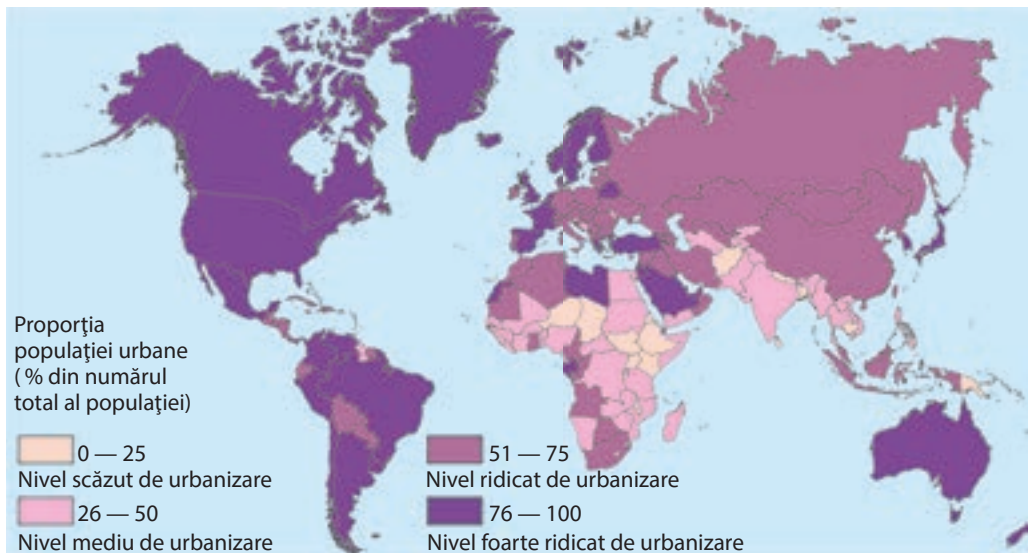 Proporţia
populaţiei urbane
( % din numărul
total al populaţiei)
0 — 25
Nivel scăzut de urbanizare
26 — 50
Nivel mediu de urbanizare
51 — 75
Nivel ridicat de urbanizare
76 — 100
Nivel foarte ridicat de urbanizare